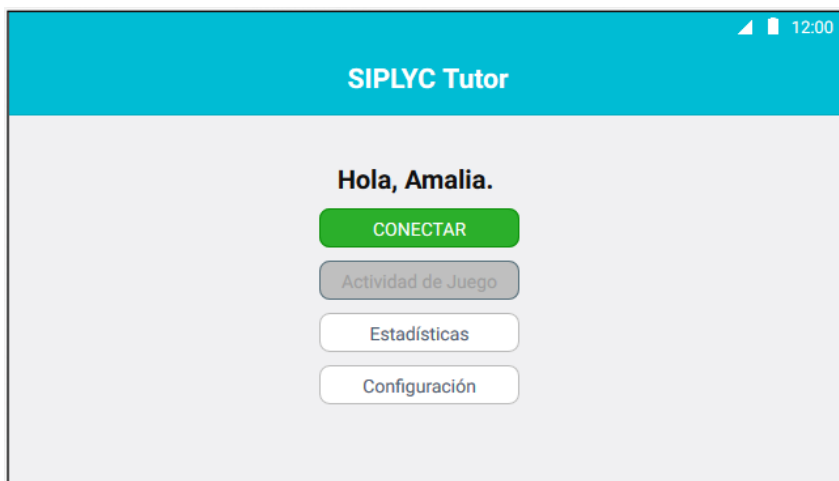 12:00
SIPLYC Tutor
Hola, Amalia.
CONECTAR
Actividad de Juego
Estadísticas
Configuración